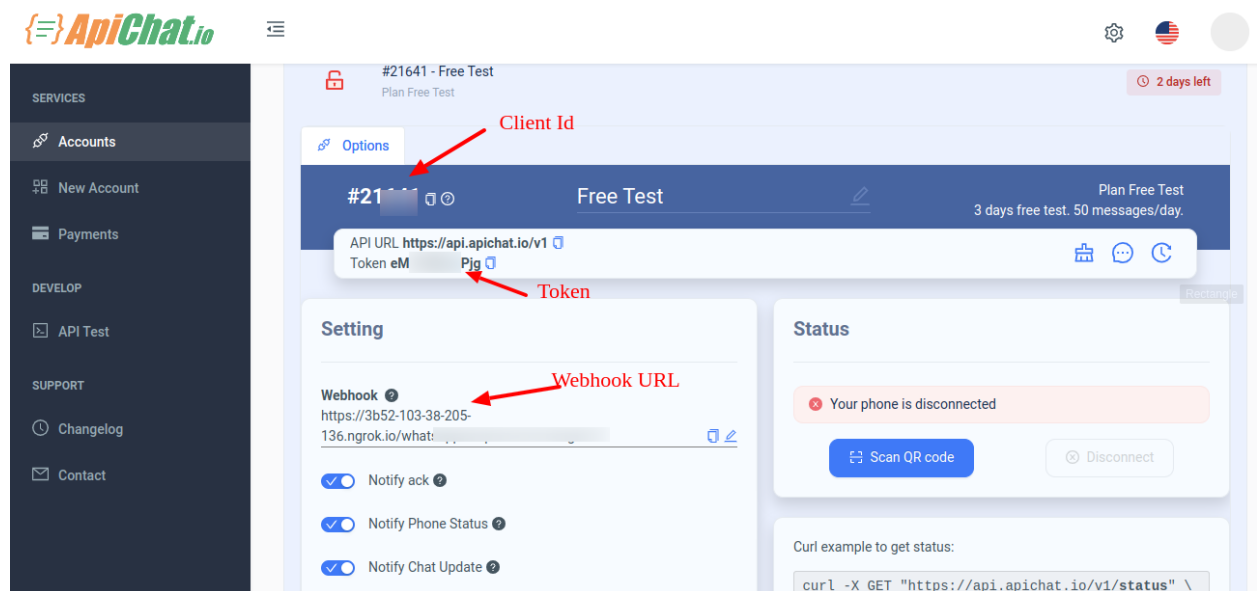 {=} ApiChat.io
#21641 - Free Test
Plan Free Test
2 days left
SERVICES
Accounts
New Account
Payments
DEVELOP
API Test
SUPPORT
Changelog
Contact
Client Id
Options
#21
Free Test
Plan Free Test
3 days free test. 50 messages/day.
API URL https://api.apichat.io/v1
Token eM Pjg
Token
Rectangle
Setting
Webhook URL
Webhook
https://3b52-103-38-205-
136.ngrok.io/whats
Notify ack
Notify Phone Status
Notify Chat Update
Status
Your phone is disconnected
Scan QR code
Disconnect
Curl example to get status:
curl -X GET "https://api.apichat.io/v1/status" \